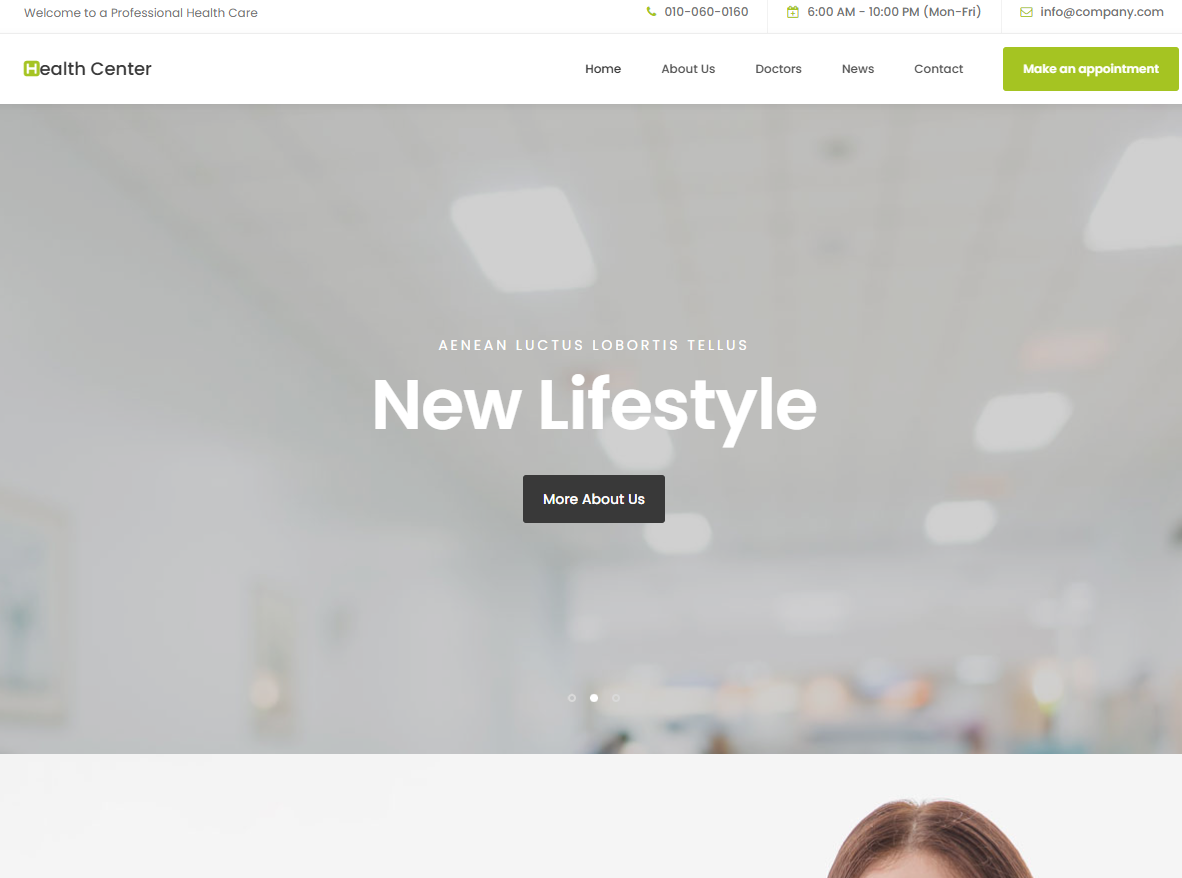 Welcome to a Professional Health Care
010-060-0160
6:00 AM - 10:00 PM (Mon-Fri)
info@company.com
Health Center
Home
About Us
Doctors
News
Contact
Make an appointment
AENEAN LUCTUS LOBORTIS TELLUS
New Lifestyle
More About Us